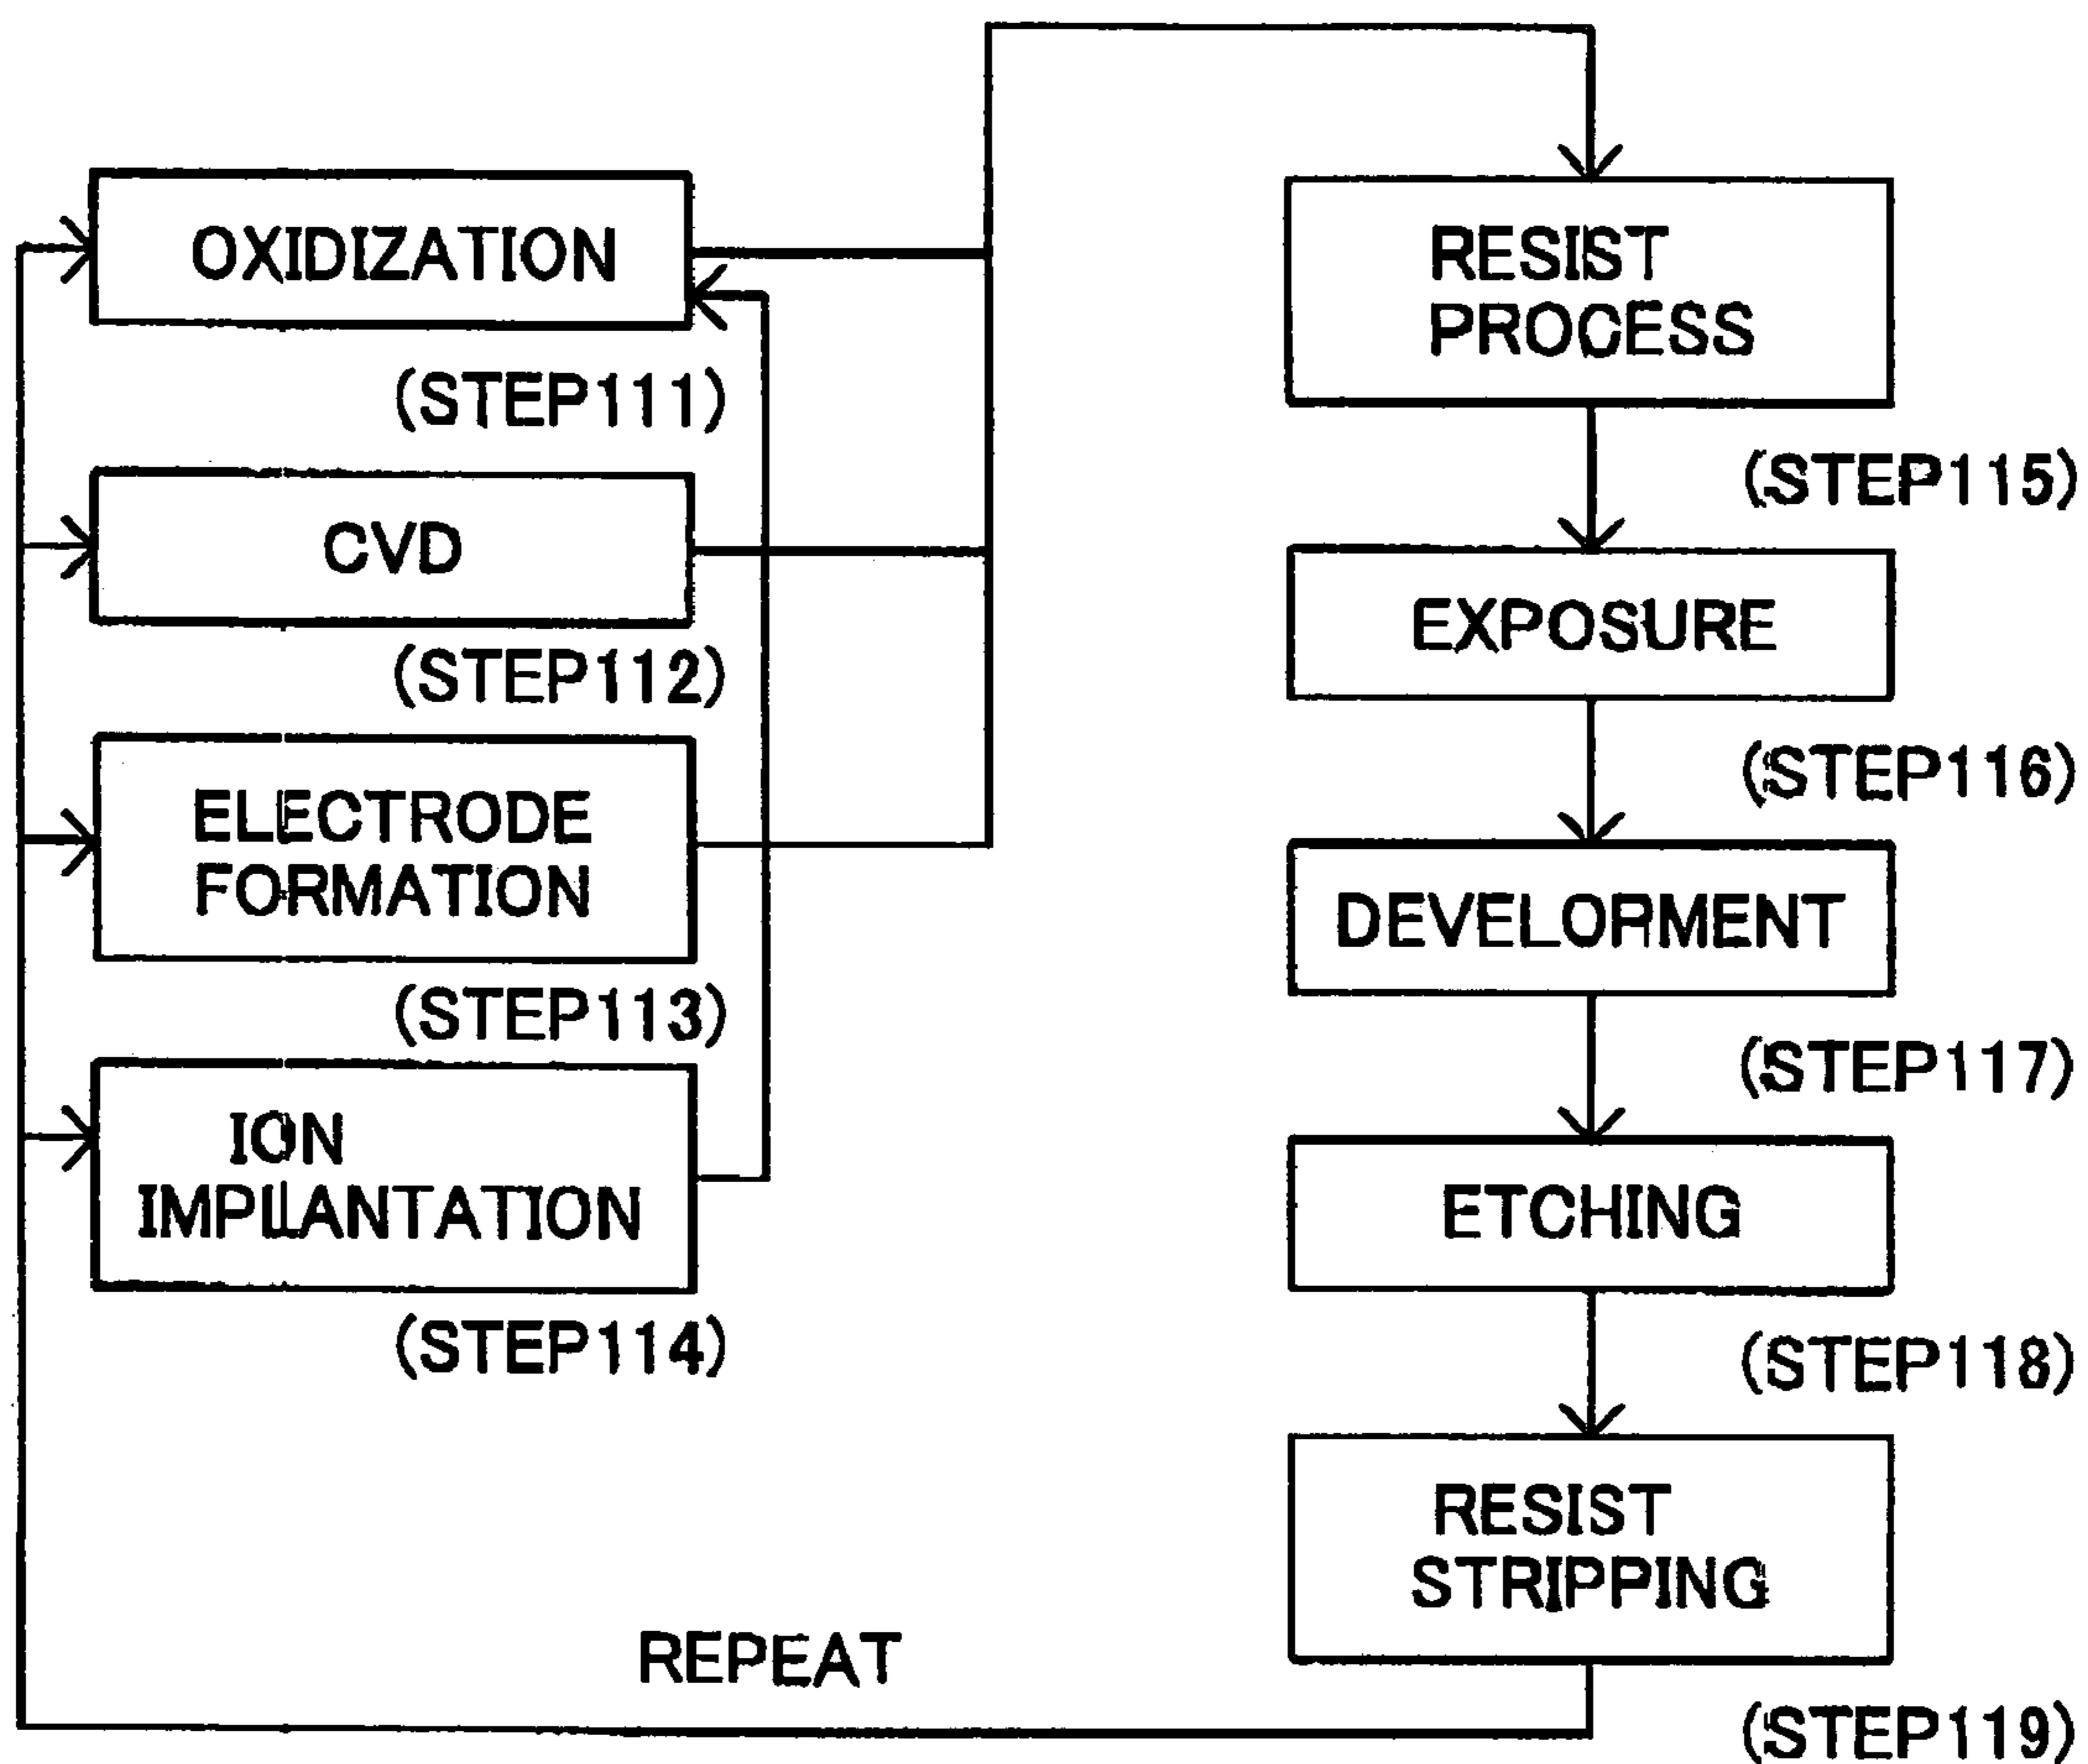 OXIDIZATION
(STEP111)
CVD
(STEP112)
ELECTRODE
FORMATION
(STEP113)
ION
IMPLANTATION
(STEP114)
RESIST
PROCESS
(STEP115)
EXPOSURE
(STEP116)
DEVELOPMENT
(STEP117)
ETCHING
(STEP118)
RESIST
STRIPPING
(STEP119)
REPEAT